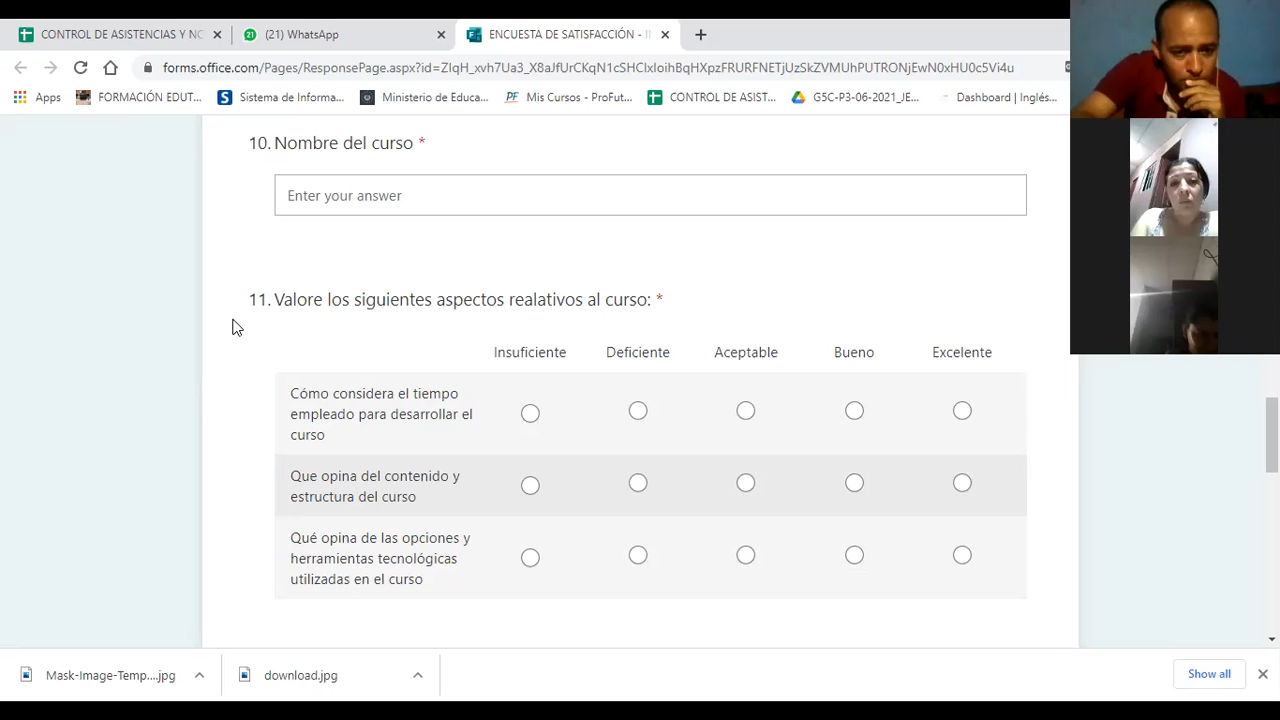 CONTROL DE ASISTENCIAS Y NC
(21) WhatsApp
ENCUESTA DE SATISFACCIÓN - II
forms.office.com/Pages/ResponsePage.aspx?id=ZIqH_xvh7Ua3_X8aJfUrCKqN1cSHCIxIoihBqHXpzFRURFNETjUzSkZVMUhPUTRONjEwN0xHU0c5Vi4u
Apps
FORMACIÓN EDUT...
Sistema de Informa...
Ministerio de Educa...
PF Mis Cursos - ProFut...
CONTROL DE ASIST...
G5C-P3-06-2021_JE...
Dashboard | Inglés...
10. Nombre del curso *
Enter your answer
11. Valore los siguientes aspectos realativos al curso: *
Insuficiente Deficiente Aceptable Bueno Excelente
Cómo considera el tiempo
empleado para desarrollar el
curso
Que opina del contenido y
estructura del curso
Qué opina de las opciones y
herramientas tecnológicas
utilizadas en el curso
Mask-Image-Temp....jpg
download.jpg
Show all